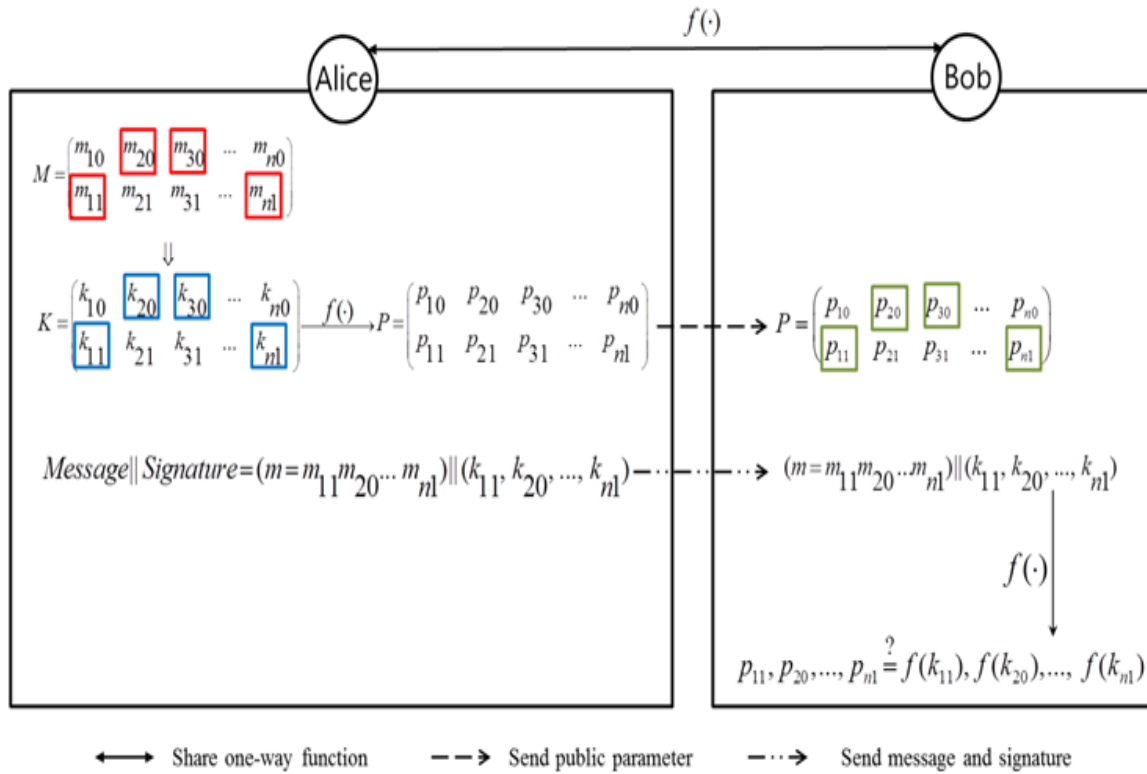 f(·)
Alice
Bob
M = ( m10 m20 m30 ... mn0
m11 m21 m31 ... mn1 )
⇓
K = ( k10 k20 k30 ... kn0
k11 k21 k31 ... kn1 )
f(·)
P = ( p10 p20 p30 ... pn0
p11 p21 p31 ... pn1 )
P = ( p10 p20 p30 ... pn0
p11 p21 p31 ... pn1 )
Message || Signature = (m = m11m20... mn1) || (k11, k20, ..., kn1)
(m = m11m20...mn1) || (k11, k20, ..., kn1)
f(·)
p11, p20, ..., pn1 =? f(k11), f(k20), ..., f(kn1)
Share one-way function
Send public parameter
Send message and signature